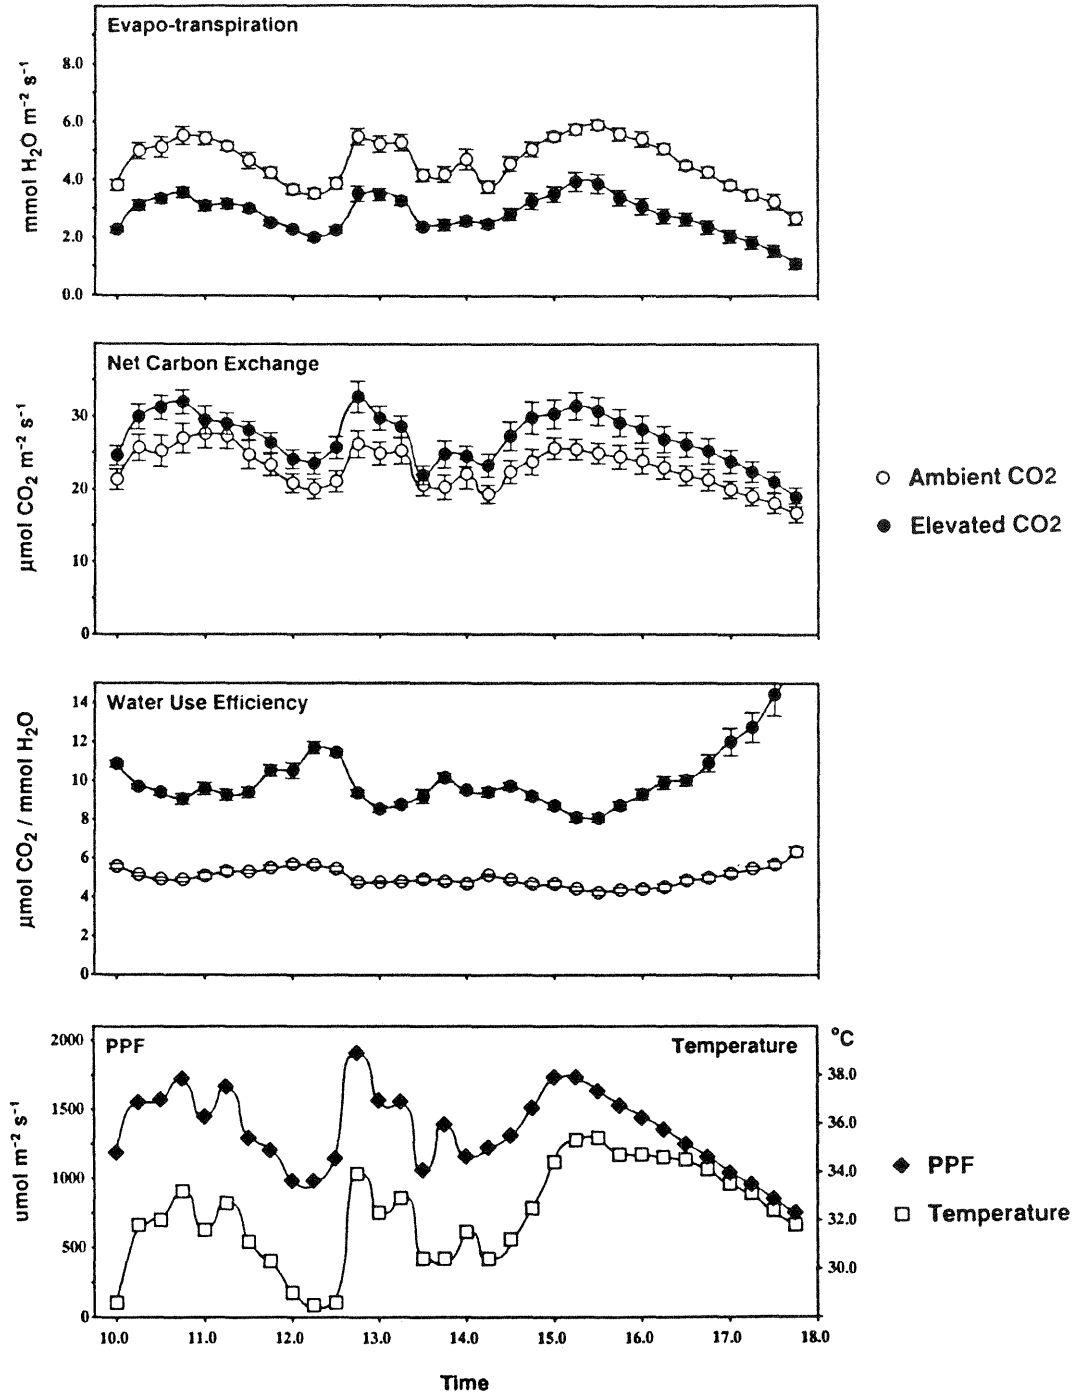 Evapo-transpiration
8.0
6.0
4.0
2.0
0.0
mmol H₂O m⁻² s⁻¹
Net Carbon Exchange
30
20
10
0
µmol CO₂ m⁻² s⁻¹
Ambient CO2
Elevated CO2
Water Use Efficiency
14
12
10
8
6
4
2
0
µmol CO₂ / mmol H₂O
PPF
Temperature
°C
2000
1500
1000
500
0
umol m⁻² s⁻¹
38.0
36.0
34.0
32.0
30.0
PPF
Temperature
10.0 11.0 12.0 13.0 14.0 15.0 16.0 17.0 18.0
Time